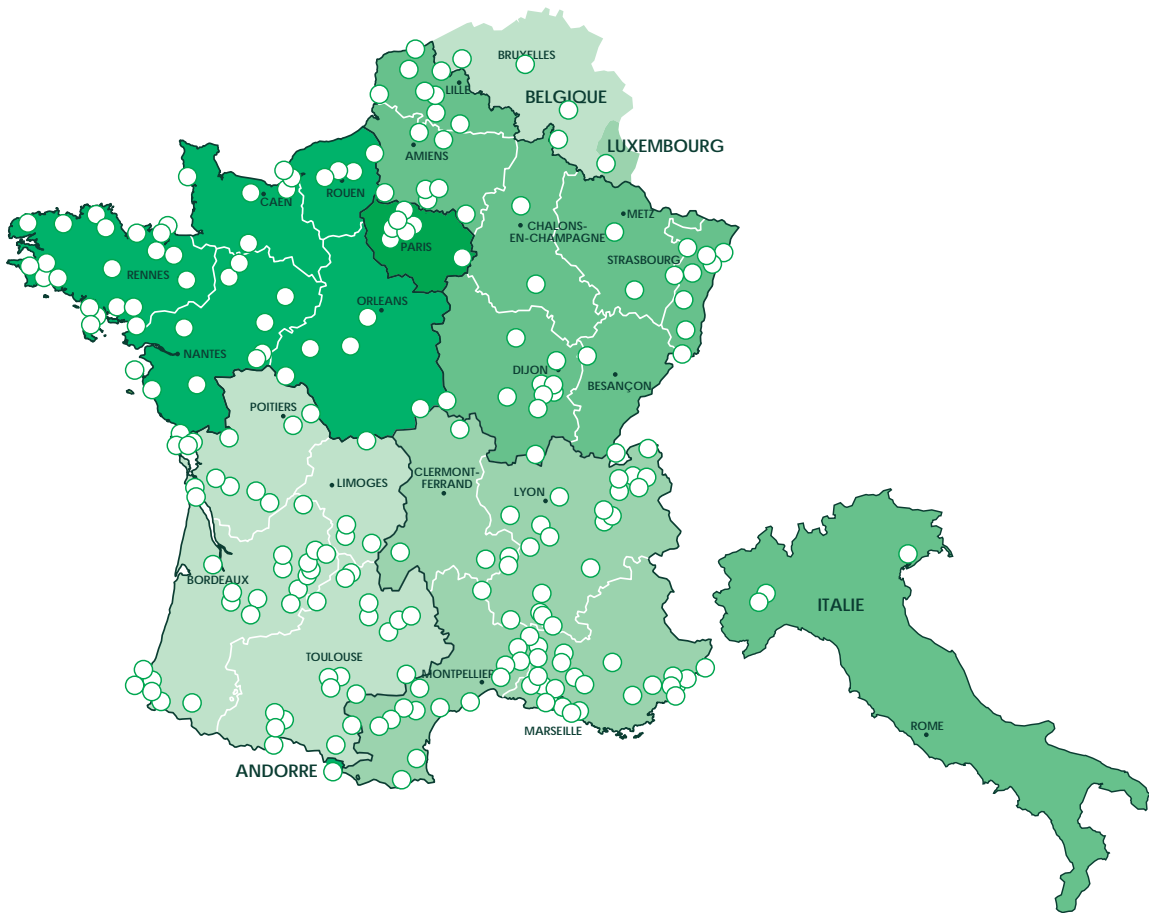 BRUXELLES
LILLE
BELGIQUE
LUXEMBOURG
AMIENS
ROUEN
CAEN
METZ
CHALONS-
EN-CHAMPAGNE
PARIS
STRASBOURG
RENNES
ORLEANS
NANTES
DIJON
BESANÇON
POITIERS
CLERMONT-
FERRAND
LIMOGES
LYON
BORDEAUX
ITALIE
TOULOUSE
MONTPELLIER
MARSEILLE
ROME
ANDORRE